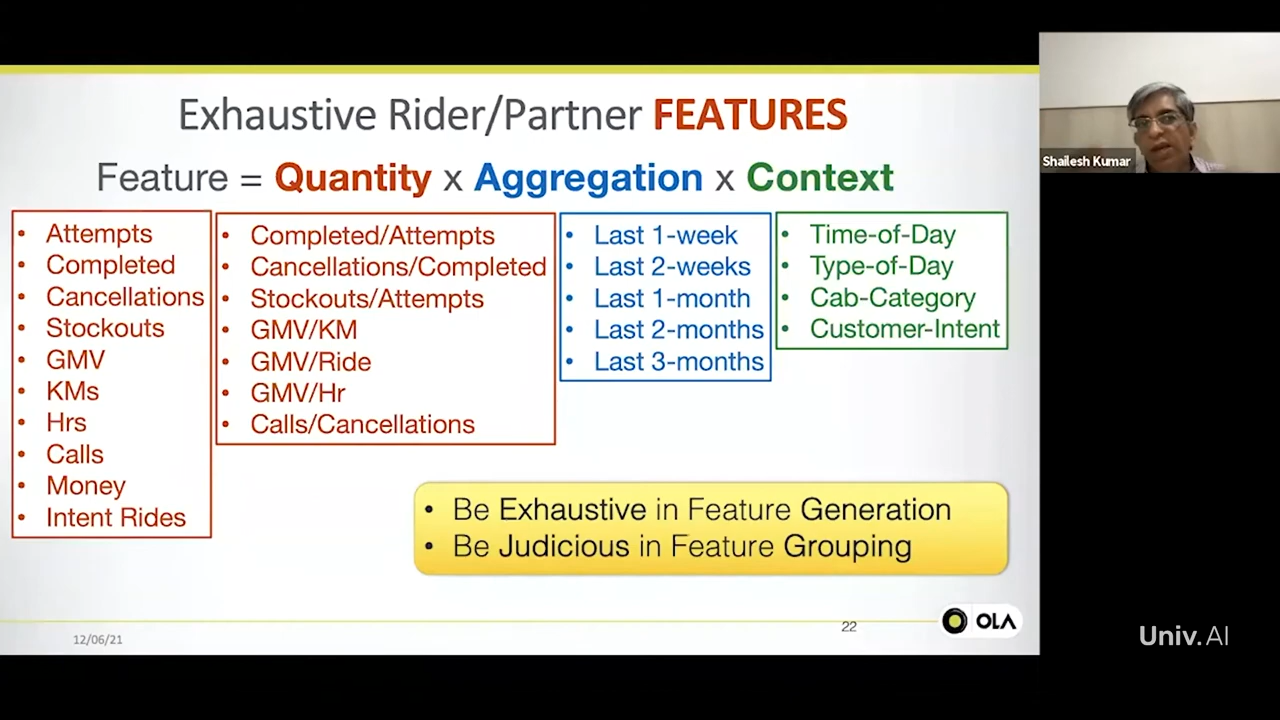 Exhaustive Rider/Partner FEATURES
Feature = Quantity x Aggregation x Context
• Attempts
• Completed
• Cancellations
• Stockouts
• GMV
• KMs
• Hrs
• Calls
• Money
• Intent Rides
• Completed/Attempts
• Cancellations/Completed
• Stockouts/Attempts
• GMV/KM
• GMV/Ride
• GMV/Hr
• Calls/Cancellations
• Last 1-week
• Last 2-weeks
• Last 1-month
• Last 2-months
• Last 3-months
• Time-of-Day
• Type-of-Day
• Cab-Category
• Customer-Intent
• Be Exhaustive in Feature Generation
• Be Judicious in Feature Grouping
12/06/21
22
OLA
Shailesh Kumar
Univ.AI